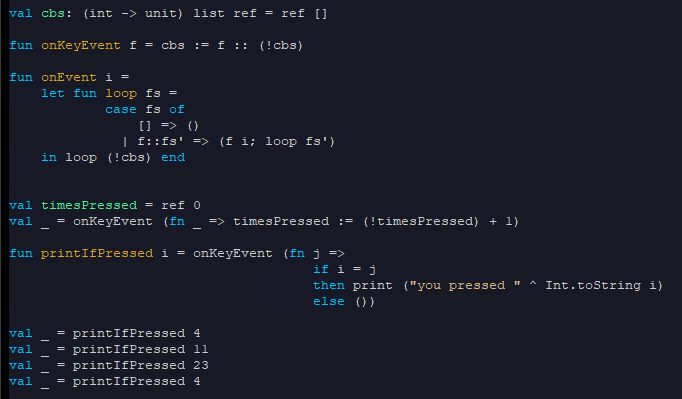 val cbs: (int -> unit) list ref = ref []
fun onKeyEvent f = cbs := f :: (!cbs)
fun onEvent i =
    let fun loop fs =
            case fs of
                [] => ()
              | f::fs' => (f i; loop fs')
    in loop (!cbs) end
val timesPressed = ref 0
val _ = onKeyEvent (fn _ => timesPressed := (!timesPressed) + 1)
fun printIfPressed i = onKeyEvent (fn j =>
                                      if i = j
                                      then print ("you pressed " ^ Int.toString i)
                                      else ())
val _ = printIfPressed 4
val _ = printIfPressed 11
val _ = printIfPressed 23
val _ = printIfPressed 4